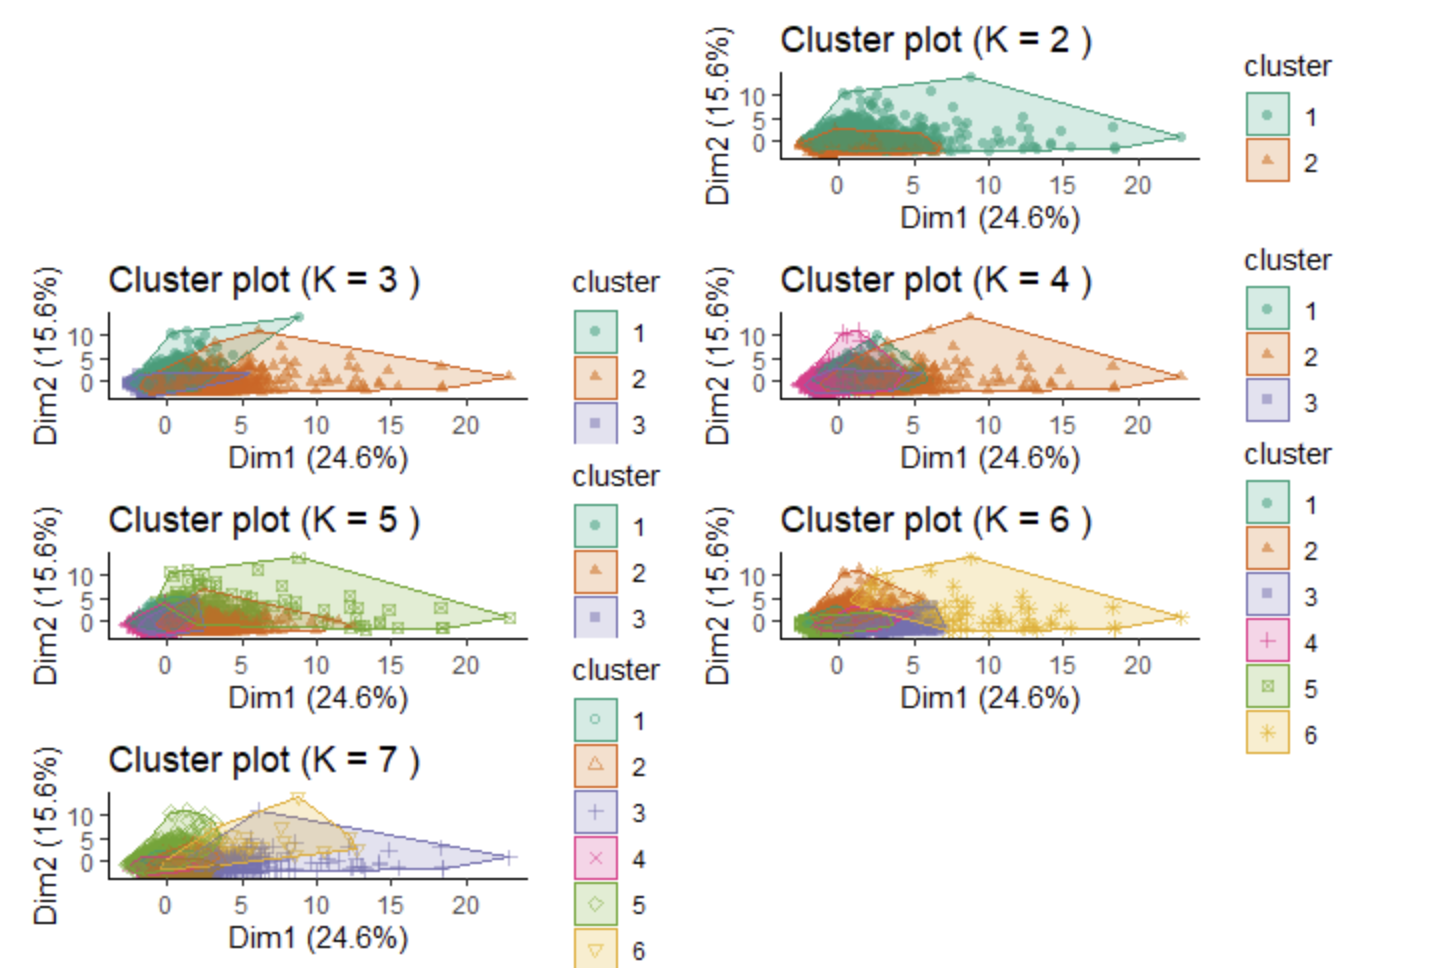 Cluster plot (K = 2 )
Dim2 (15.6%)
10
5
0
0 5 10 15 20
Dim1 (24.6%)
cluster
1
2
Cluster plot (K = 3 )
Dim2 (15.6%)
10
5
0
0 5 10 15 20
Dim1 (24.6%)
cluster
1
2
3
Cluster plot (K = 4 )
Dim2 (15.6%)
10
5
0
0 5 10 15 20
Dim1 (24.6%)
cluster
1
2
3
Cluster plot (K = 5 )
Dim2 (15.6%)
10
5
0
0 5 10 15 20
Dim1 (24.6%)
cluster
1
2
3
Cluster plot (K = 6 )
Dim2 (15.6%)
10
5
0
0 5 10 15 20
Dim1 (24.6%)
cluster
1
2
3
4
5
6
Cluster plot (K = 7 )
Dim2 (15.6%)
10
5
0
0 5 10 15 20
Dim1 (24.6%)
cluster
1
2
3
4
5
6